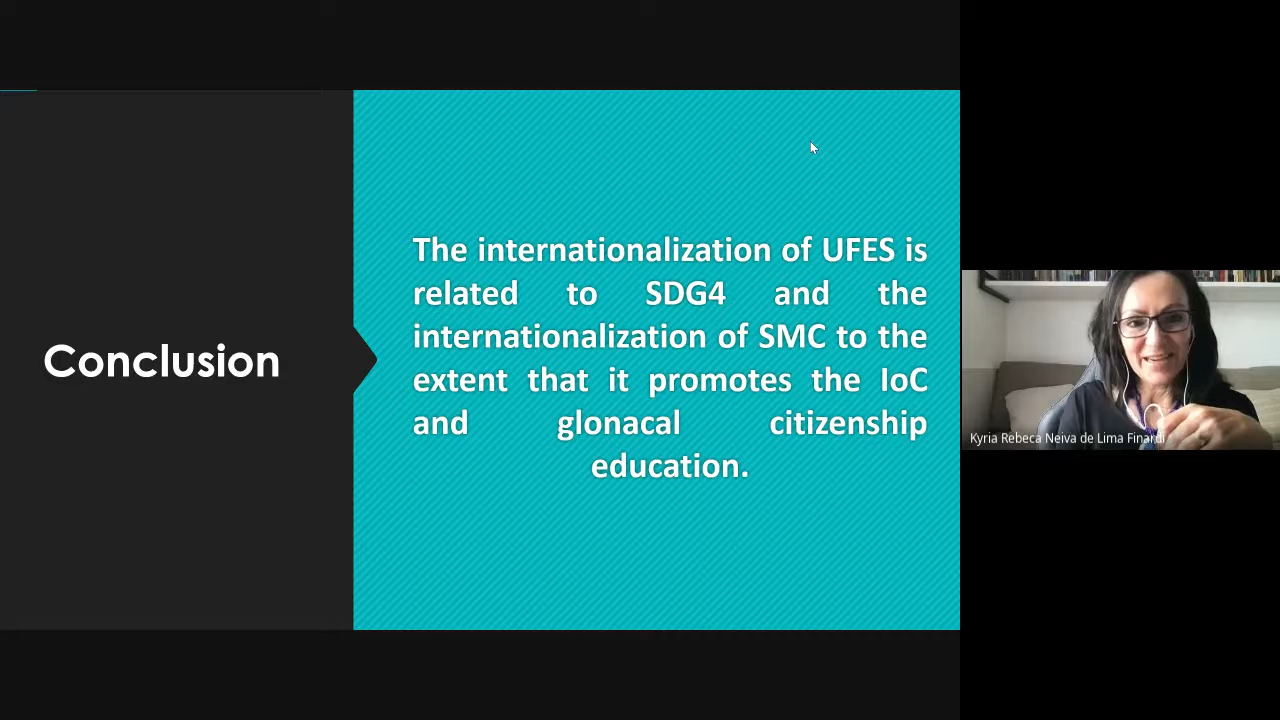 Conclusion
The internationalization of UFES is
related to SDG4 and the
internationalization of SMC to the
extent that it promotes the IoC
and glonacal citizenship
education.
Kyria Rebeca Neiva de Lima Finardi